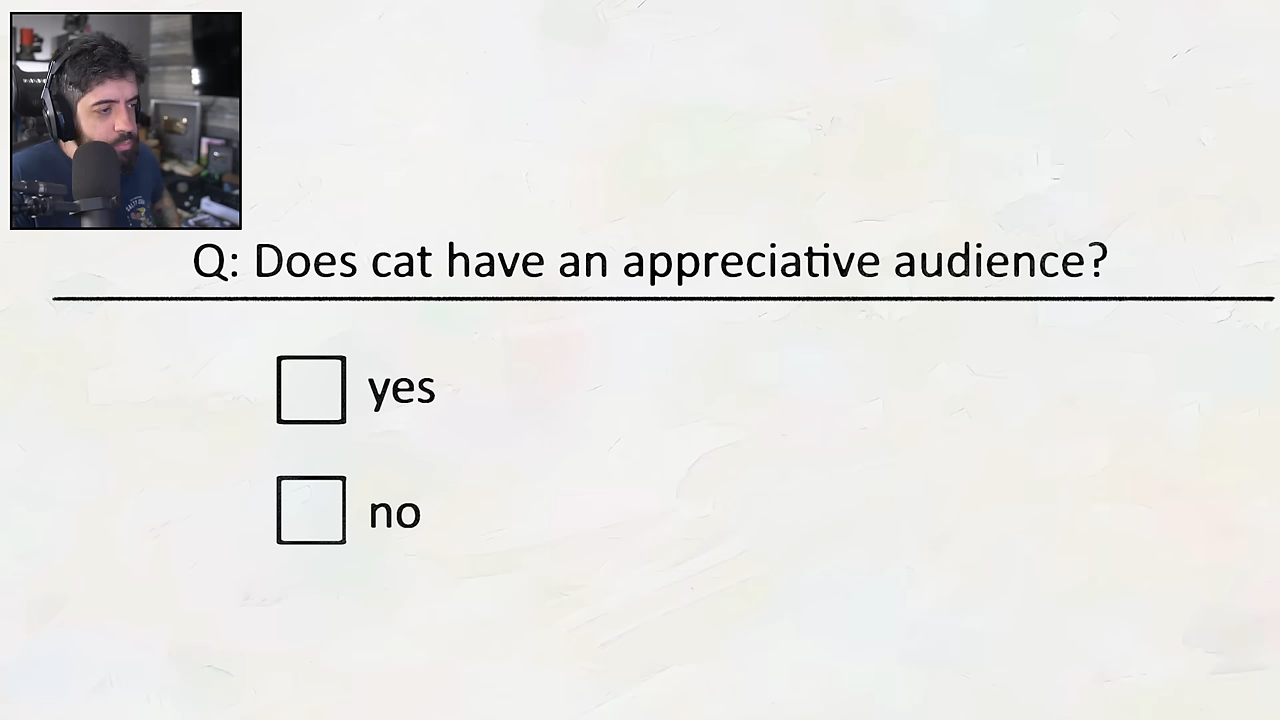 Q: Does cat have an appreciative audience?
yes
no